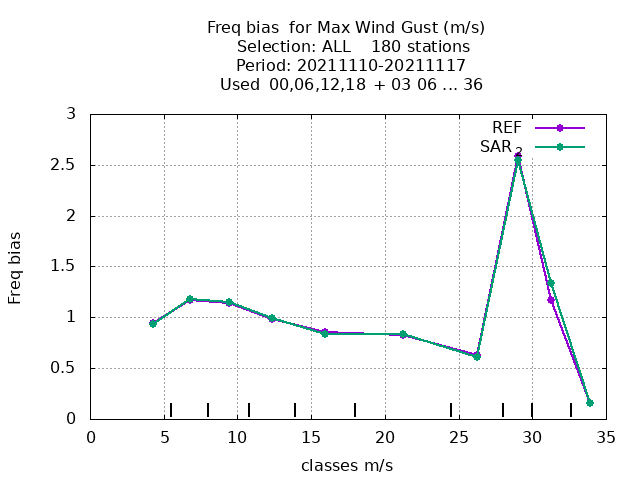 Freq bias  for Max Wind Gust (m/s)
Selection: ALL    180 stations
Period: 20211110-20211117
Used  00,06,12,18  + 03 06 ... 36
REF
SAR 2
3
2.5
2
1.5
1
0.5
0
Freq bias
0 5 10 15 20 25 30 35
classes m/s